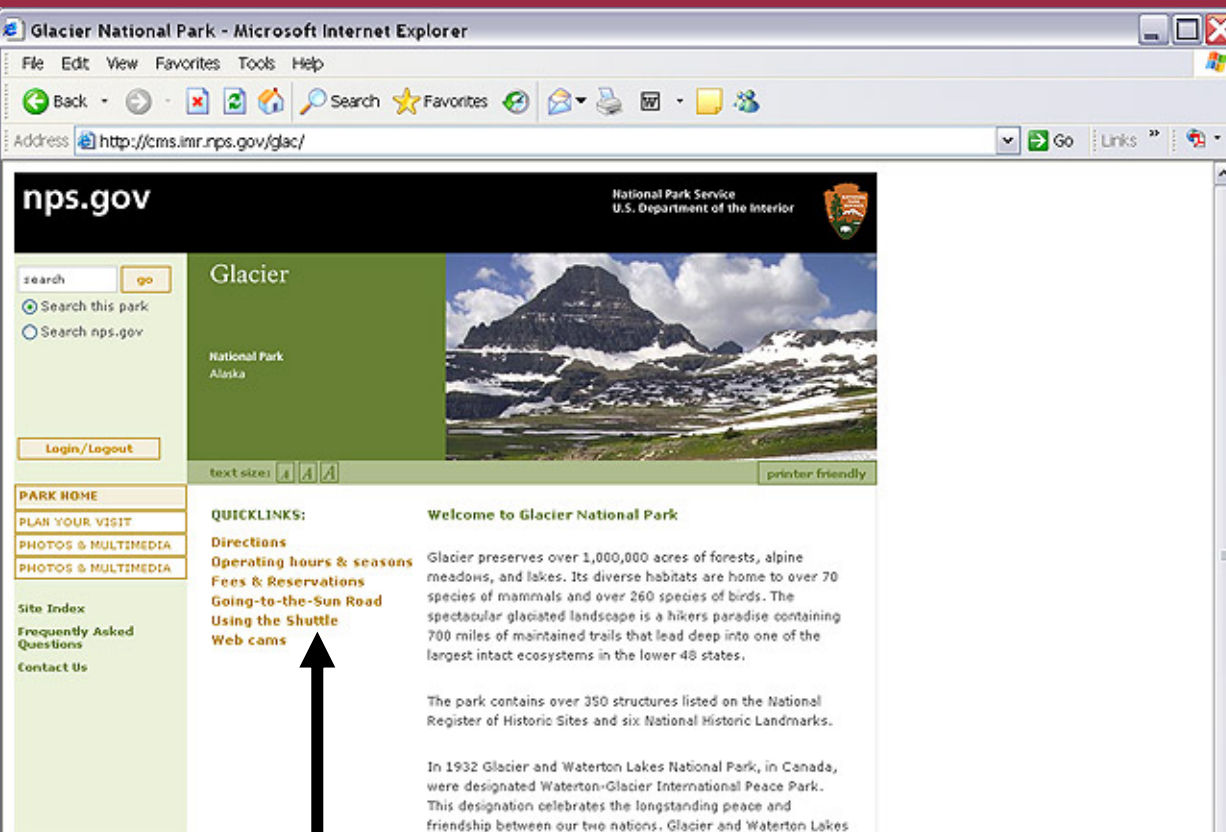 Glacier National Park - Microsoft Internet Explorer
File Edit View Favorites Tools Help
Back Search Favorites
Address http://cms.imr.nps.gov/glac/ Go Links »
nps.gov
National Park Service
U.S. Department of the Interior
search go
Search this park
Search nps.gov
Login/Logout
Glacier
National Park
Alaska
text size: A A A
printer friendly
PARK HOME
PLAN YOUR VISIT
PHOTOS & MULTIMEDIA
PHOTOS & MULTIMEDIA
Site Index
Frequently Asked
Questions
Contact Us
QUICKLINKS:
Directions
Operating hours & seasons
Fees & Reservations
Going-to-the-Sun Road
Using the Shuttle
Web cams
Welcome to Glacier National Park
Glacier preserves over 1,000,000 acres of forests, alpine
meadows, and lakes. Its diverse habitats are home to over 70
species of mammals and over 260 species of birds. The
spectacular glaciated landscape is a hikers paradise containing
700 miles of maintained trails that lead deep into one of the
largest intact ecosystems in the lower 48 states.
The park contains over 350 structures listed on the National
Register of Historic Sites and six National Historic Landmarks.
In 1932 Glacier and Waterton Lakes National Park, in Canada,
were designated Waterton-Glacier International Peace Park.
This designation celebrates the longstanding peace and
friendship between our two nations. Glacier and Waterton Lakes